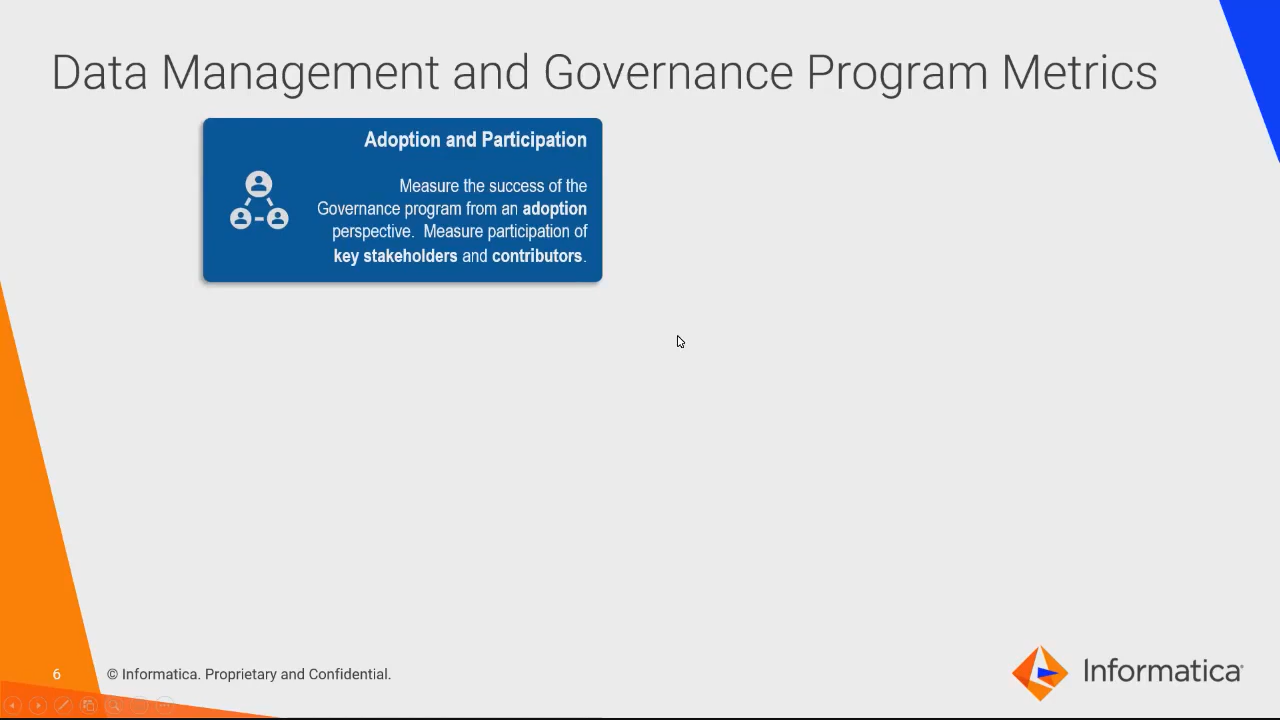 Data Management and Governance Program Metrics
Adoption and Participation
Measure the success of the
Governance program from an adoption
perspective. Measure participation of
key stakeholders and contributors.
6
© Informatica. Proprietary and Confidential.
Informatica